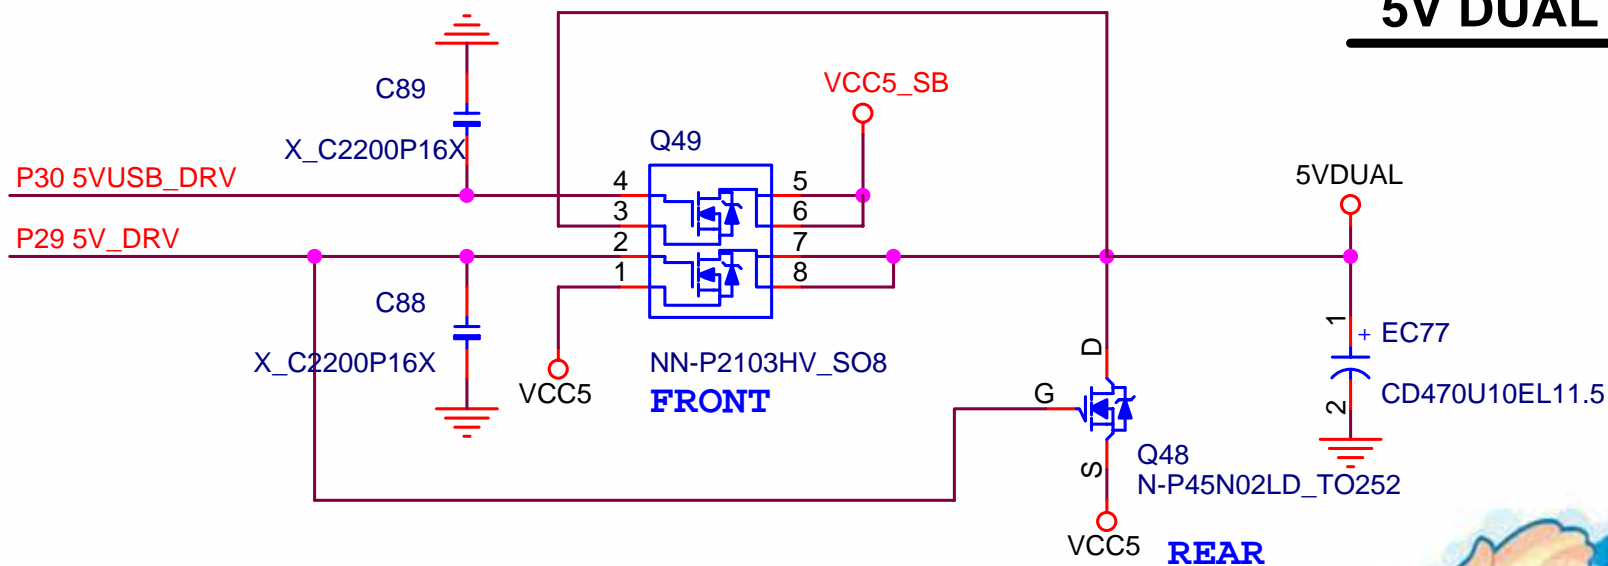 5V DUAL
C89
X_C2200P16X
VCC5_SB
Q49
P30 5VUSB_DRV
4
5
5VDUAL
3
6
P29 5V_DRV
2
7
1
8
C88
X_C2200P16X
VCC5
NN-P2103HV_SO8
FRONT
1
+ EC77
CD470U10EL11.5
2
D
G
S
Q48
N-P45N02LD_TO252
VCC5
REAR